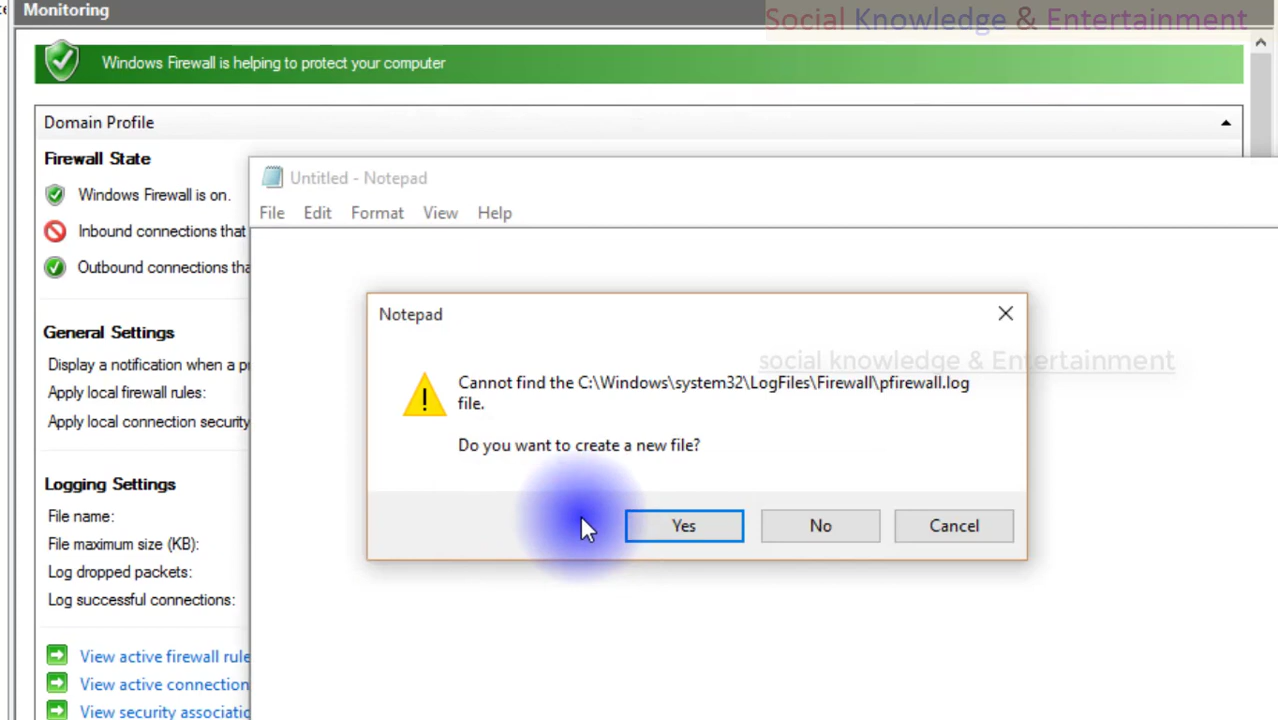 Monitoring
Social Knowledge & Entertainment
Windows Firewall is helping to protect your computer
Domain Profile
Firewall State
Windows Firewall is on.
Inbound connections that
Outbound connections tha
General Settings
Display a notification when a p
Apply local firewall rules:
Apply local connection security
Logging Settings
File name:
File maximum size (KB):
Log dropped packets:
Log successful connections:
View active firewall rule
View active connection
View security associatio
Untitled - Notepad
File Edit Format View Help
Notepad
social knowledge & Entertainment
Cannot find the C:\Windows\system32\LogFiles\Firewall\pfirewall.log
file.
Do you want to create a new file?
Yes No Cancel